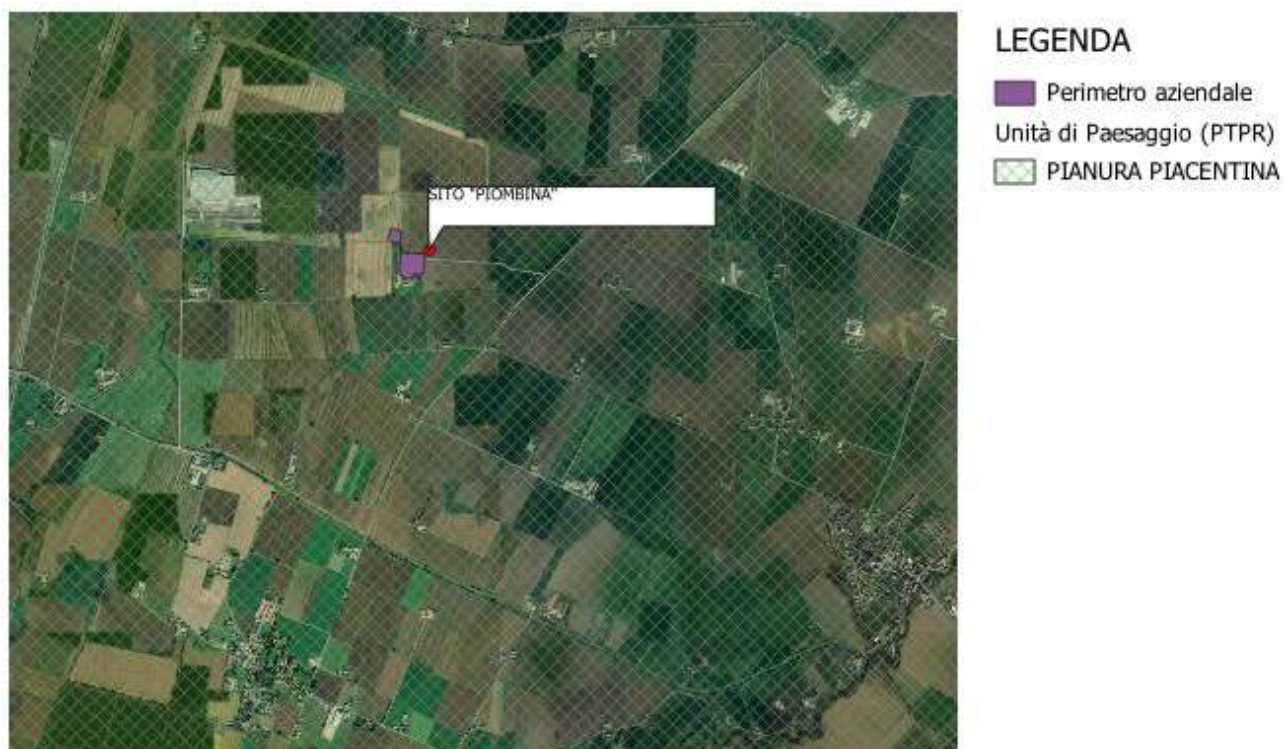 SITO "PIOMBINA"
LEGENDA
Perimetro aziendale
Unità di Paesaggio (PTPR)
PIANURA PIACENTINA